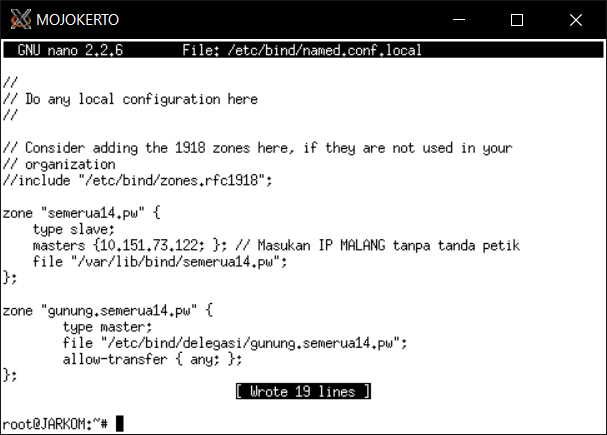 MOJOKERTO
GNU nano 2.2.6 File: /etc/bind/named.conf.local
//
// Do any local configuration here
//
// Consider adding the 1918 zones here, if they are not used in your
// organization
//include "/etc/bind/zones.rfc1918";
zone "semerua14.pw" {
    type slave;
    masters {10.151.73.122; }; // Masukan IP MALANG tanpa tanda petik
    file "/var/lib/bind/semerua14.pw";
};
zone "gunung.semerua14.pw" {
        type master;
        file "/etc/bind/delegasi/gunung.semerua14.pw";
        allow-transfer { any; };
};
[ Wrote 19 lines ]
root@JARKOM:~#